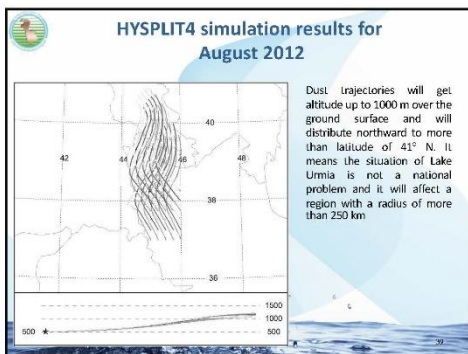 HYSPLIT4 simulation results for
August 2012
Dust trajectories will get
altitude up to 1000 m over the
ground surface and will
distribute northward to more
than latitude of 41° N. It
means the situation of Lake
Urmia is not a national
problem and it will affect a
region with a radius of more
than 250 km
40
42
44
46
38
36
1500
1000
500
500
39